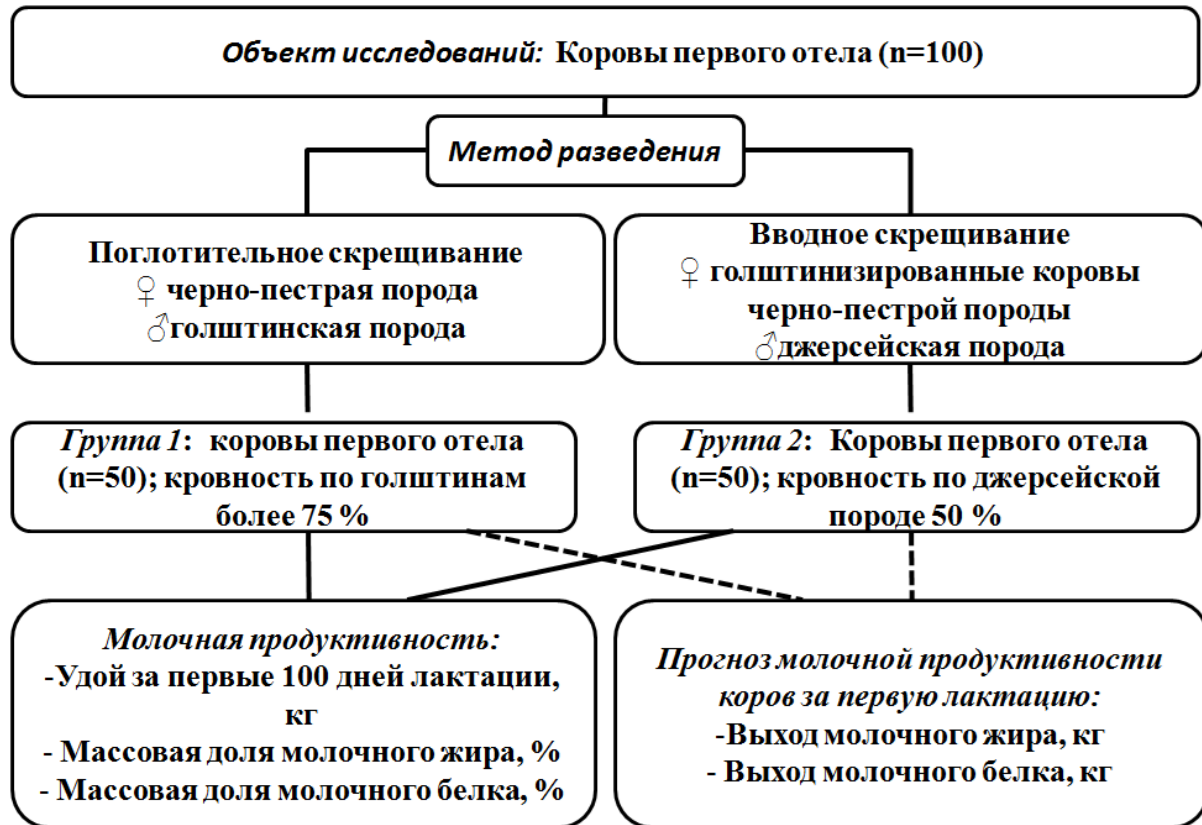 Объект исследований: Коровы первого отела (n=100)
Метод разведения
Поглотительное скрещивание
♀ черно-пестрая порода
♂голштинская порода
Вводное скрещивание
♀ голштинизированные коровы
черно-пестрой породы
♂джерсейская порода
Группа 1: коровы первого отела
(n=50); кровность по голштинам
более 75 %
Группа 2: Коровы первого отела
(n=50); кровность по джерсейской
породе 50 %
Молочная продуктивность:
-Удой за первые 100 дней лактации,
кг
- Массовая доля молочного жира, %
- Массовая доля молочного белка, %
Прогноз молочной продуктивности
коров за первую лактацию:
-Выход молочного жира, кг
- Выход молочного белка, кг